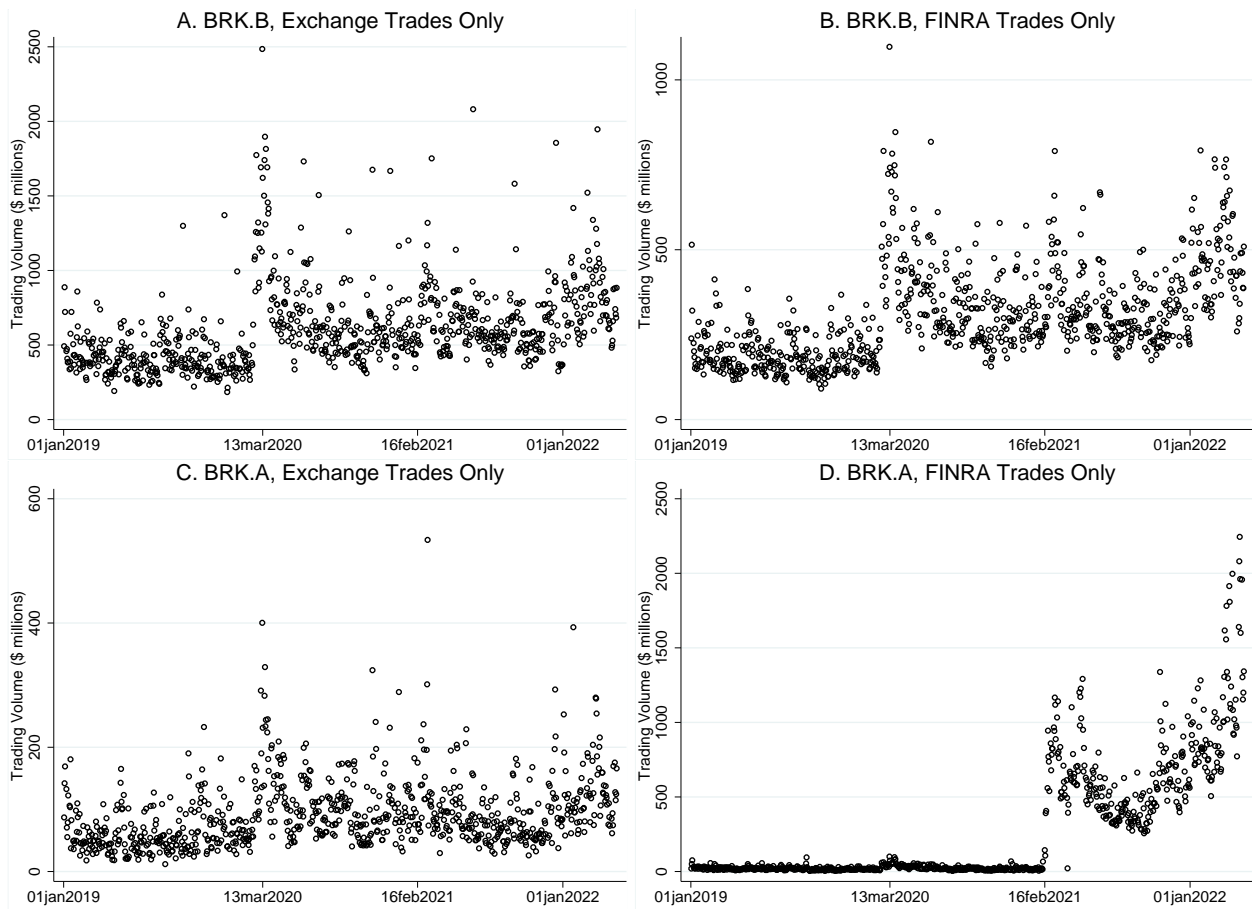 A. BRK.B, Exchange Trades Only
Trading Volume ($ millions)
2500
2000
1500
1000
500
0
01jan2019
13mar2020
16feb2021
01jan2022
B. BRK.B, FINRA Trades Only
Trading Volume ($ millions)
1000
500
0
01jan2019
13mar2020
16feb2021
01jan2022
C. BRK.A, Exchange Trades Only
Trading Volume ($ millions)
600
400
200
0
01jan2019
13mar2020
16feb2021
01jan2022
D. BRK.A, FINRA Trades Only
Trading Volume ($ millions)
2500
2000
1500
1000
500
0
01jan2019
13mar2020
16feb2021
01jan2022